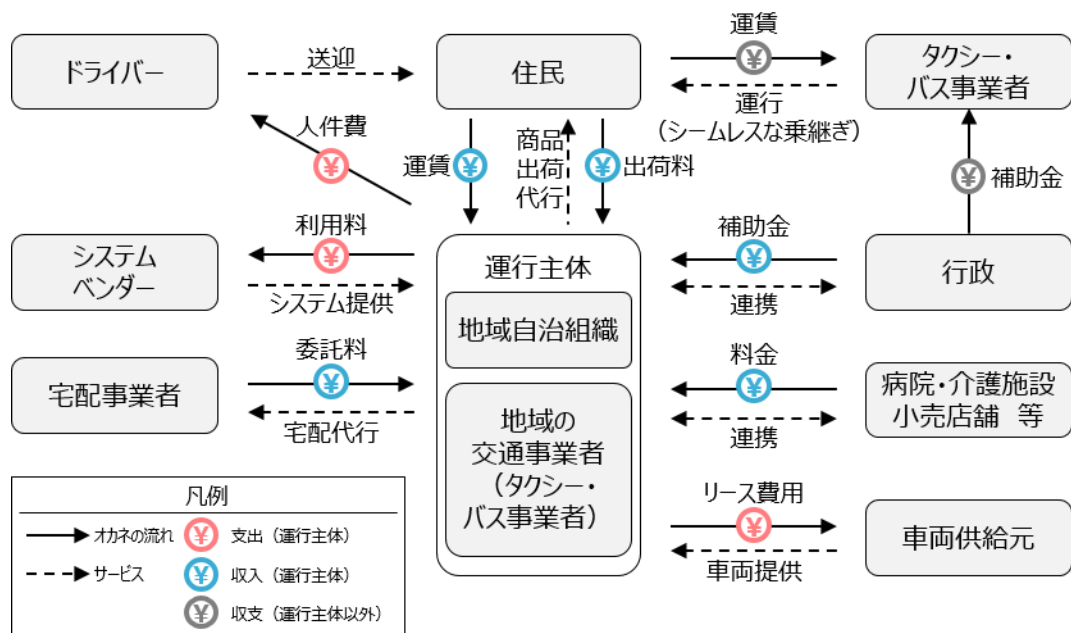 ドライバー
送迎
住民
運賃
¥
運行
(シームレスな乗継ぎ)
タクシー・
バス事業者
人件費
¥
運賃
¥
商品
出荷
代行
¥
出荷料
¥
補助金
システム
ベンダー
利用料
¥
システム提供
運行主体
地域自治組織
地域の
交通事業者
(タクシー・
バス事業者)
補助金
¥
連携
行政
宅配事業者
委託料
¥
宅配代行
料金
¥
連携
病院・介護施設
小売店舗 等
リース費用
¥
車両提供
車両供給元
凡例
オカネの流れ
¥
支出(運行主体)
サービス
¥
収入(運行主体)
¥
収支(運行主体以外)